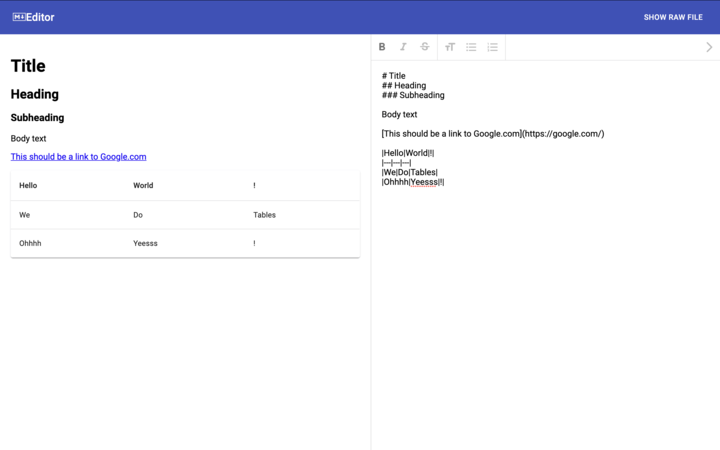 M↓Editor
SHOW RAW FILE
Title
Heading
Subheading
Body text
This should be a link to Google.com
Hello World !
We Do Tables
Ohhhh Yeesss !
B I S TT
# Title
## Heading
### Subheading
Body text
[This should be a link to Google.com](https://google.com/)
|Hello|World|!|
|---|---|---|
|We|Do|Tables|
|Ohhhh|Yeesss|!|